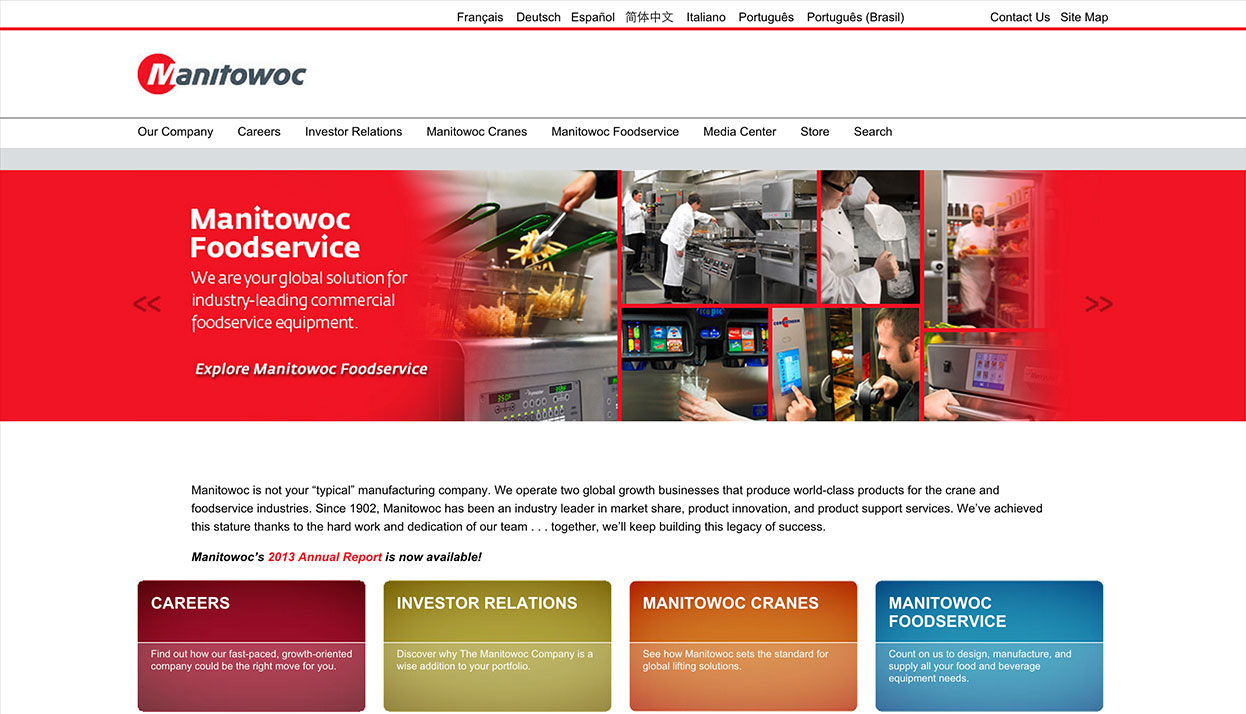 Français Deutsch Español 简体中文 Italiano Português Português (Brasil) Contact Us Site Map
Manitowoc
Our Company Careers Investor Relations Manitowoc Cranes Manitowoc Foodservice Media Center Store Search
Manitowoc
Foodservice
We are your global solution for
industry-leading commercial
foodservice equipment.
<< >>
Explore Manitowoc Foodservice
Manitowoc is not your “typical” manufacturing company. We operate two global growth businesses that produce world-class products for the crane and
foodservice industries. Since 1902, Manitowoc has been an industry leader in market share, product innovation, and product support services. We’ve achieved
this stature thanks to the hard work and dedication of our team . . . together, we’ll keep building this legacy of success.
Manitowoc’s 2013 Annual Report is now available!
CAREERS
Find out how our fast-paced, growth-oriented
company could be the right move for you.
INVESTOR RELATIONS
Discover why The Manitowoc Company is a
wise addition to your portfolio.
MANITOWOC CRANES
See how Manitowoc sets the standard for
global lifting solutions.
MANITOWOC
FOODSERVICE
Count on us to design, manufacture, and
supply all your food and beverage
equipment needs.